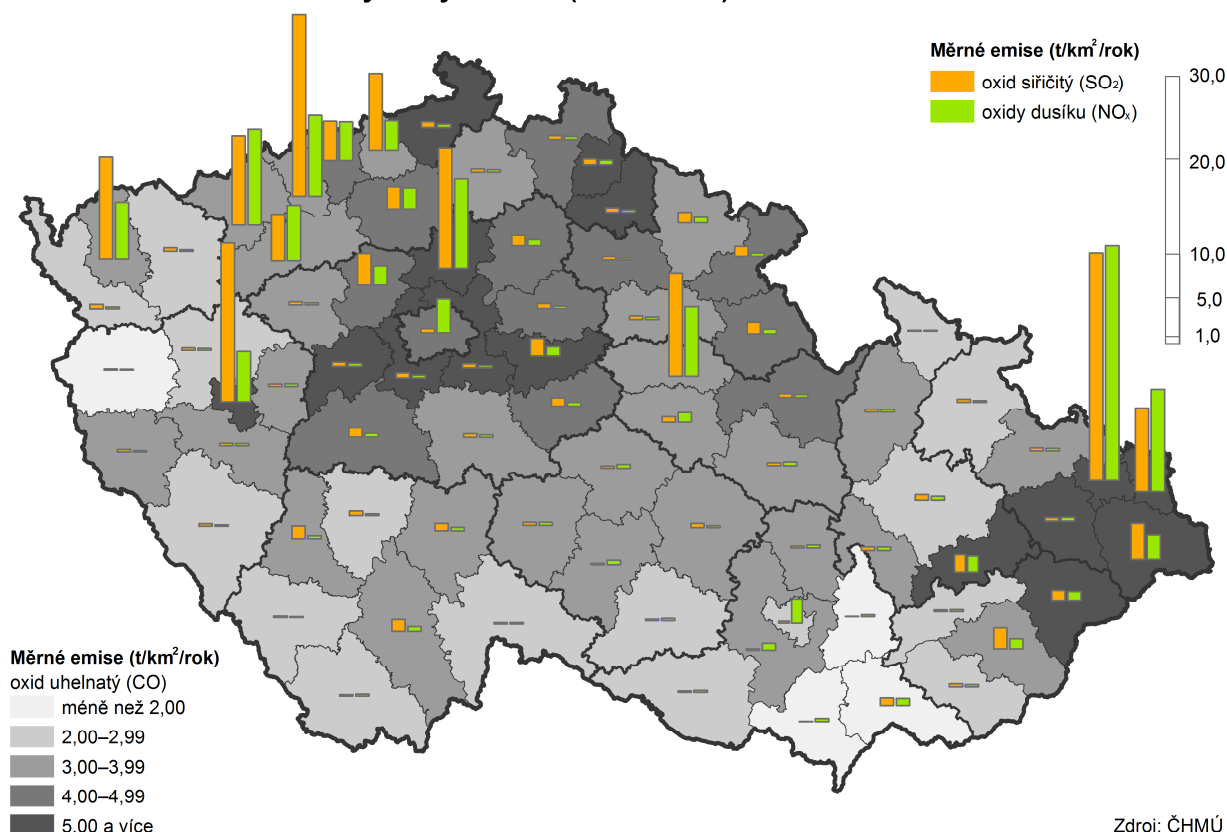 Měrné emise (t/km²/rok)
oxid siřičitý (SO₂)
oxidy dusíku (NOₓ)
30,0
20,0
10,0
5,0
1,0
Měrné emise (t/km²/rok)
oxid uhelnatý (CO)
méně než 2,00
2,00–2,99
3,00–3,99
4,00–4,99
5,00 a více
Zdroj: ČHMÚ